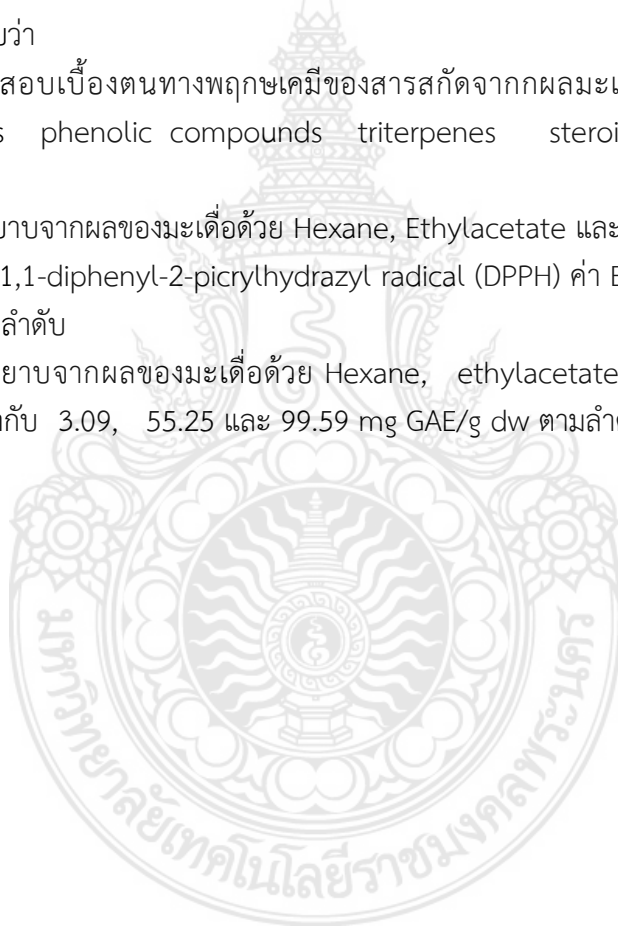 ว่า
สอบเบื้องตนทางพฤกษเคมีของสารสกัดจากกผลมะเ
s phenolic compounds triterpenes steroi
ยาบจากผลของมะเดื่อด้วย Hexane, Ethylacetate และ
1,1-diphenyl-2-picrylhydrazyl radical (DPPH) ค่า E
ลำดับ
ยาบจากผลของมะเดื่อด้วย Hexane, ethylacetate
ากับ 3.09, 55.25 และ 99.59 mg GAE/g dw ตามลำด
มหาวิทยาลัยเทคโนโลยีราชมงคลพระนคร